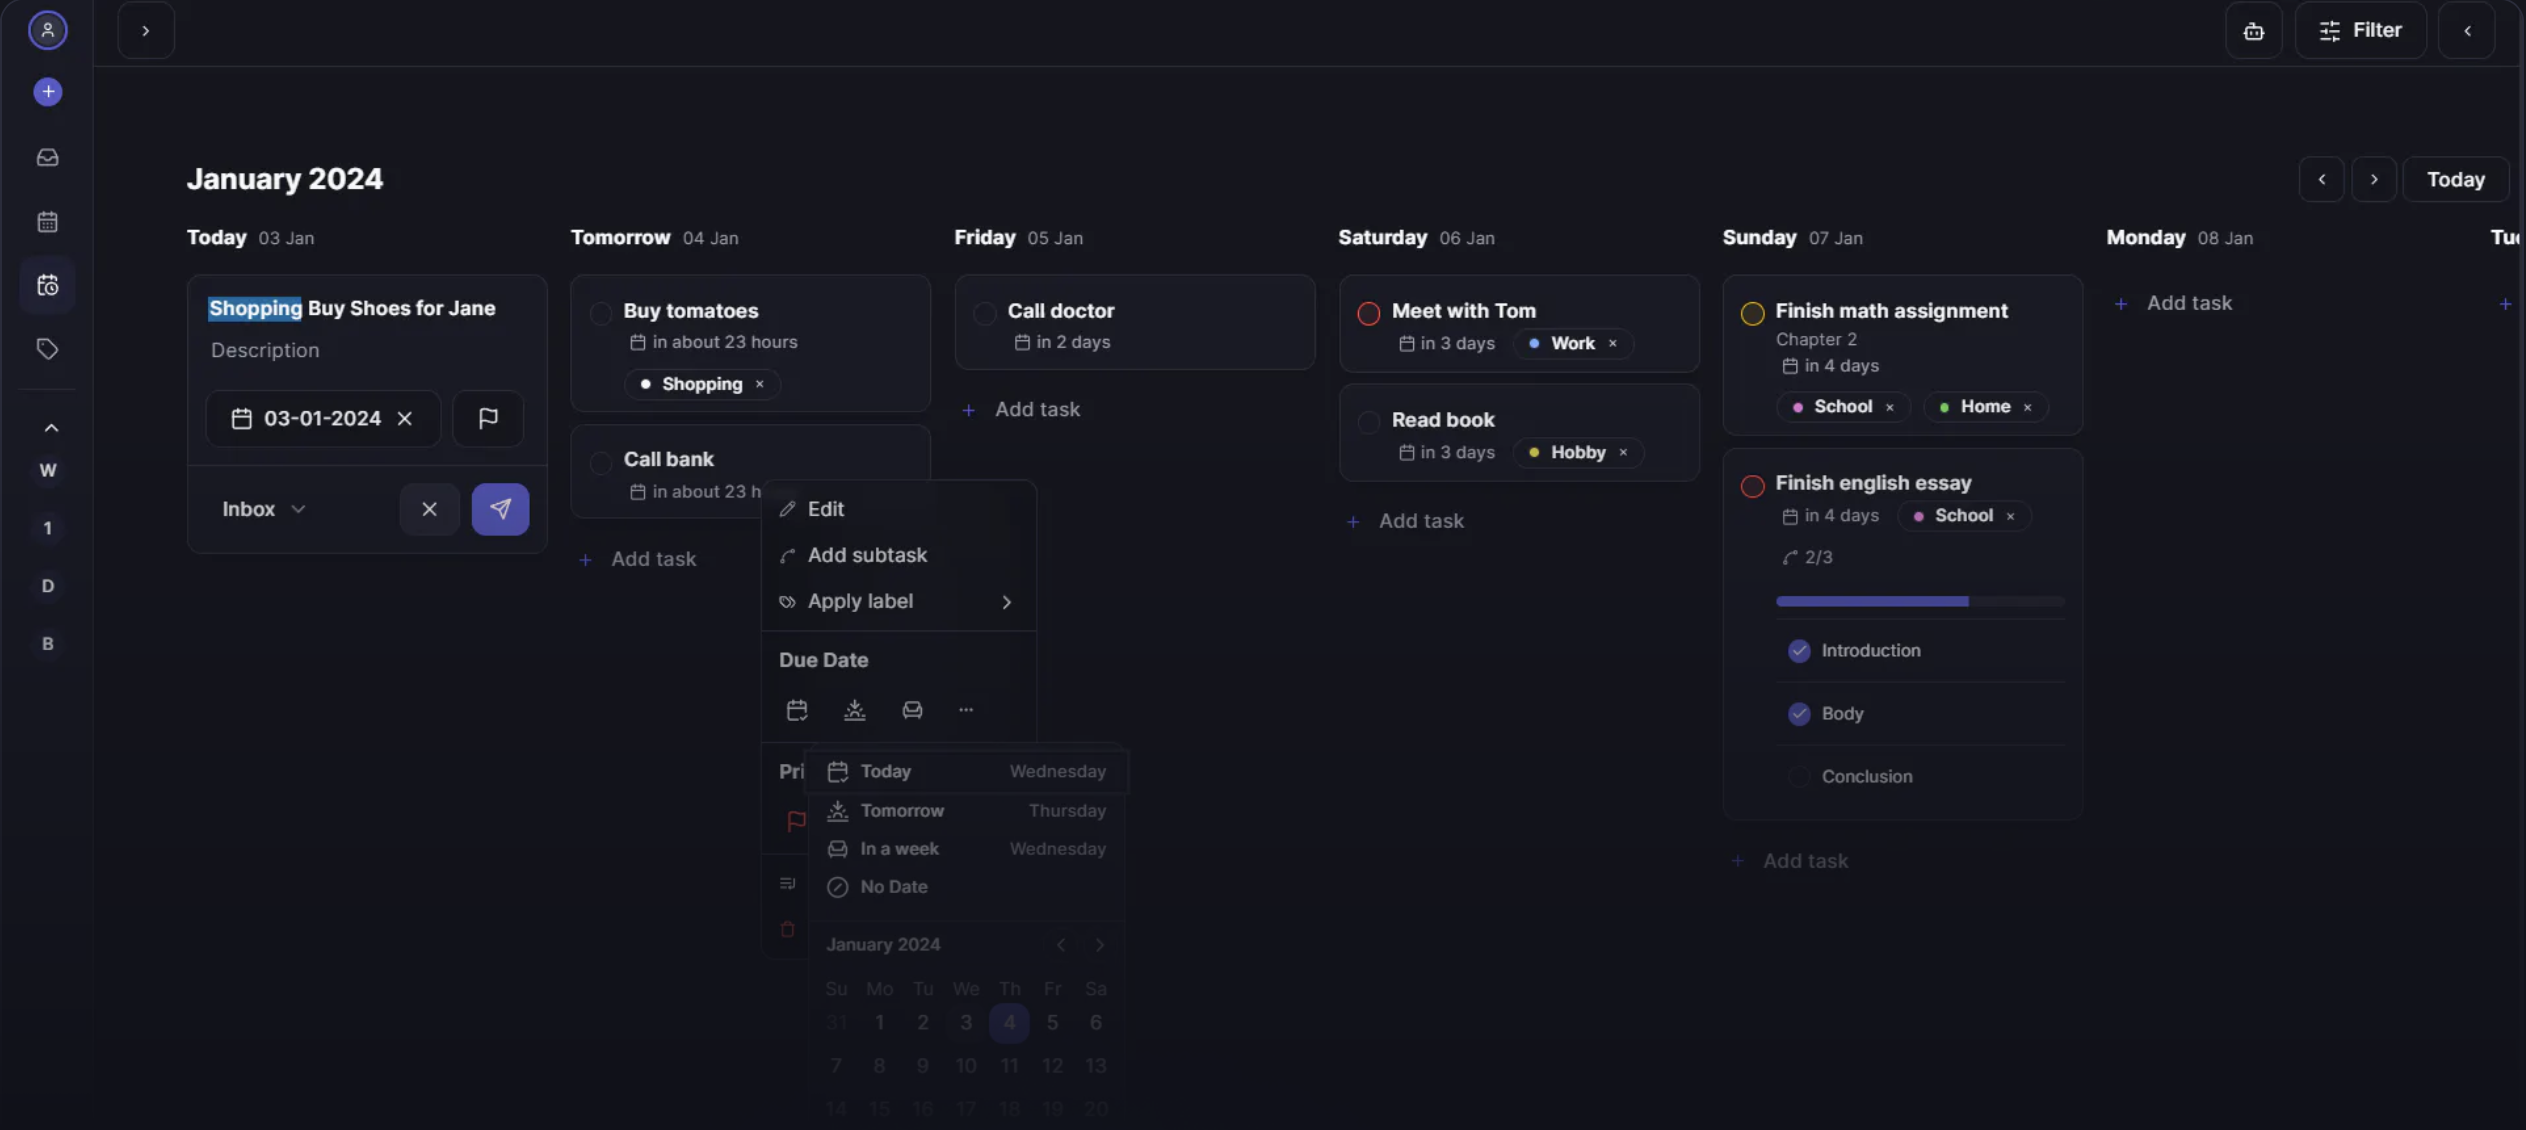 Filter
January 2024
Today
Today 03 Jan
Shopping Buy Shoes for Jane
Description
03-01-2024
Inbox
Tomorrow 04 Jan
Buy tomatoes
in about 23 hours
Shopping
Call bank
in about 23 h
Add task
Friday 05 Jan
Call doctor
in 2 days
Add task
Saturday 06 Jan
Meet with Tom
in 3 days Work
Read book
in 3 days Hobby
Add task
Sunday 07 Jan
Finish math assignment
Chapter 2
in 4 days
School Home
Finish english essay
in 4 days School
2/3
Introduction
Body
Conclusion
Add task
Monday 08 Jan
Add task
Tu
W
1
D
B
Edit
Add subtask
Apply label
Due Date
Pri
Today Wednesday
Tomorrow Thursday
In a week Wednesday
No Date
January 2024
Su Mo Tu We Th Fr Sa
31 1 2 3 4 5 6
7 8 9 10 11 12 13
14 15 16 17 18 19 20